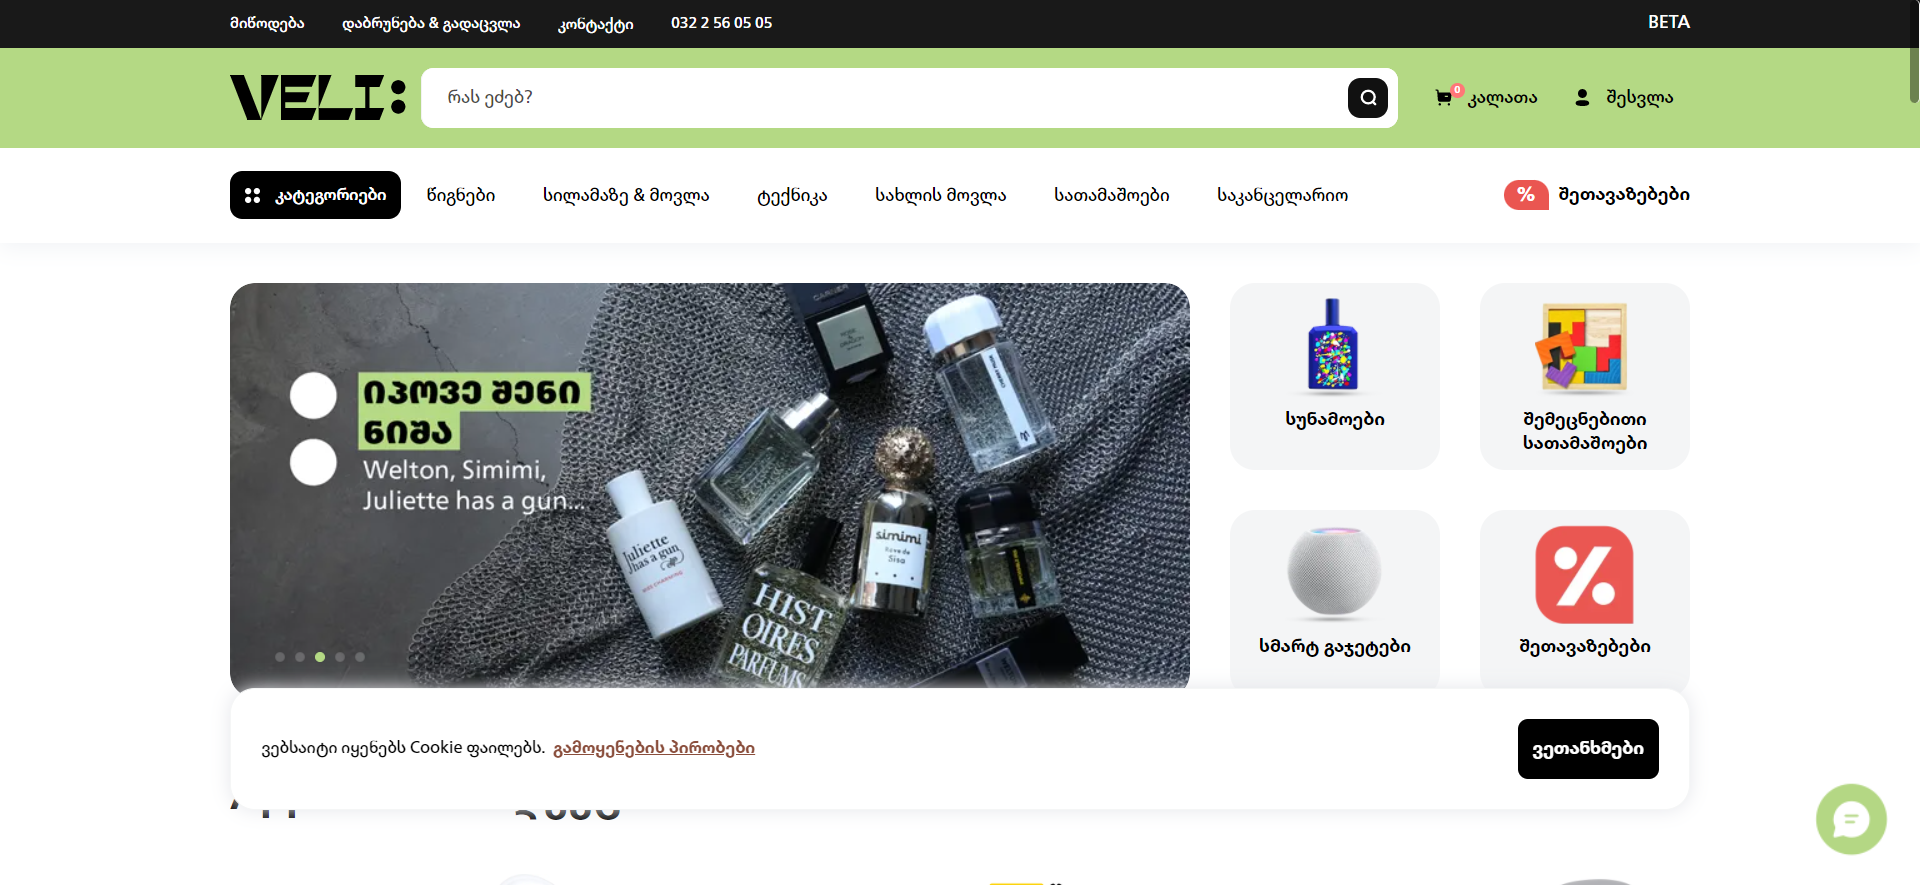 მიწოდება
დაბრუნება & გადაცვლა
კონტაქტი
032 2 56 05 05
BETA
VELI:
რას ეძებ?
0
კალათა
შესვლა
კატეგორიები
წიგნები
სილამაზე & მოვლა
ტექნიკა
სახლის მოვლა
სათამაშოები
საკანცელარიო
%
შეთავაზებები
იპოვე შენი
ნიშა
Welton, Simimi,
Juliette has a gun...
Juliette
has a gun
simimi
Sisa
HIST
OIRES
PARFUMS
სუნამოები
შემეცნებითი
სათამაშოები
სმარტ გაჯეტები
%
შეთავაზებები
ვებსაიტი იყენებს Cookie ფაილებს. გამოყენების პირობები
ვეთანხმები